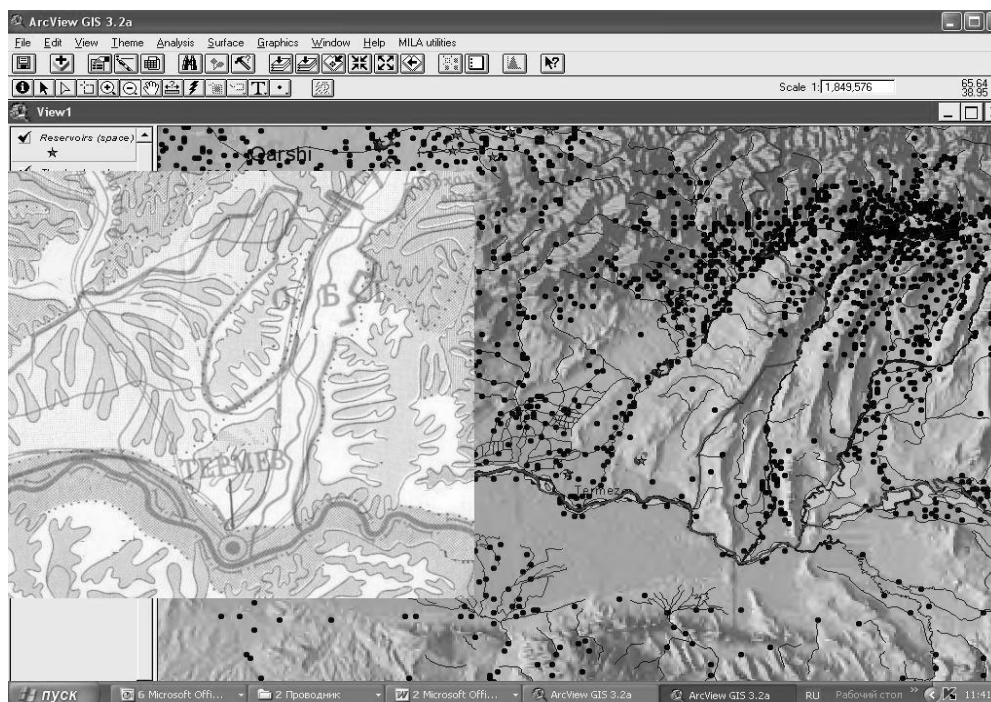 ArcView GIS 3.2a
File Edit View Theme Analysis Surface Graphics Window Help MILA utilities
Scale 1: 1,849,576
65.64
38.95
View1
Reservoirs (space)
Qarshi
ТЕРМЕЗ
Termez
пуск
6 Microsoft Offi...
2 Проводник
2 Microsoft Offi...
ArcView GIS 3.2a
ArcView GIS 3.2a
RU
Рабочий стол
11:41